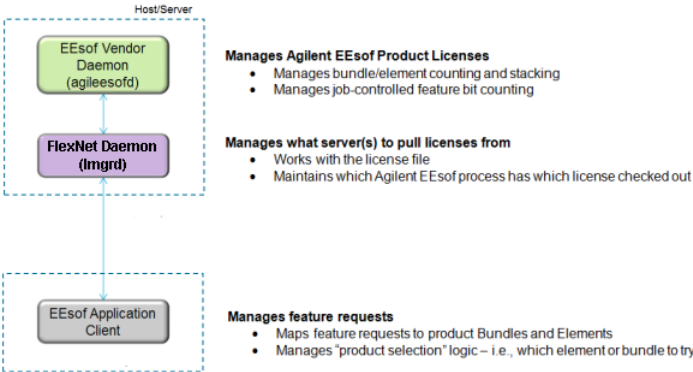 Host/Server
EEsof Vendor
Daemon
(agileesofd)
Manages Agilent EEsof Product Licenses
• Manages bundle/element counting and stacking
• Manages job-controlled feature bit counting
FlexNet Daemon
(lmgrd)
Manages what server(s) to pull licenses from
• Works with the license file
• Maintains which Agilent EEsof process has which license checked out
EEsof Application
Client
Manages feature requests
• Maps feature requests to product Bundles and Elements
• Manages “product selection” logic – i.e., which element or bundle to try